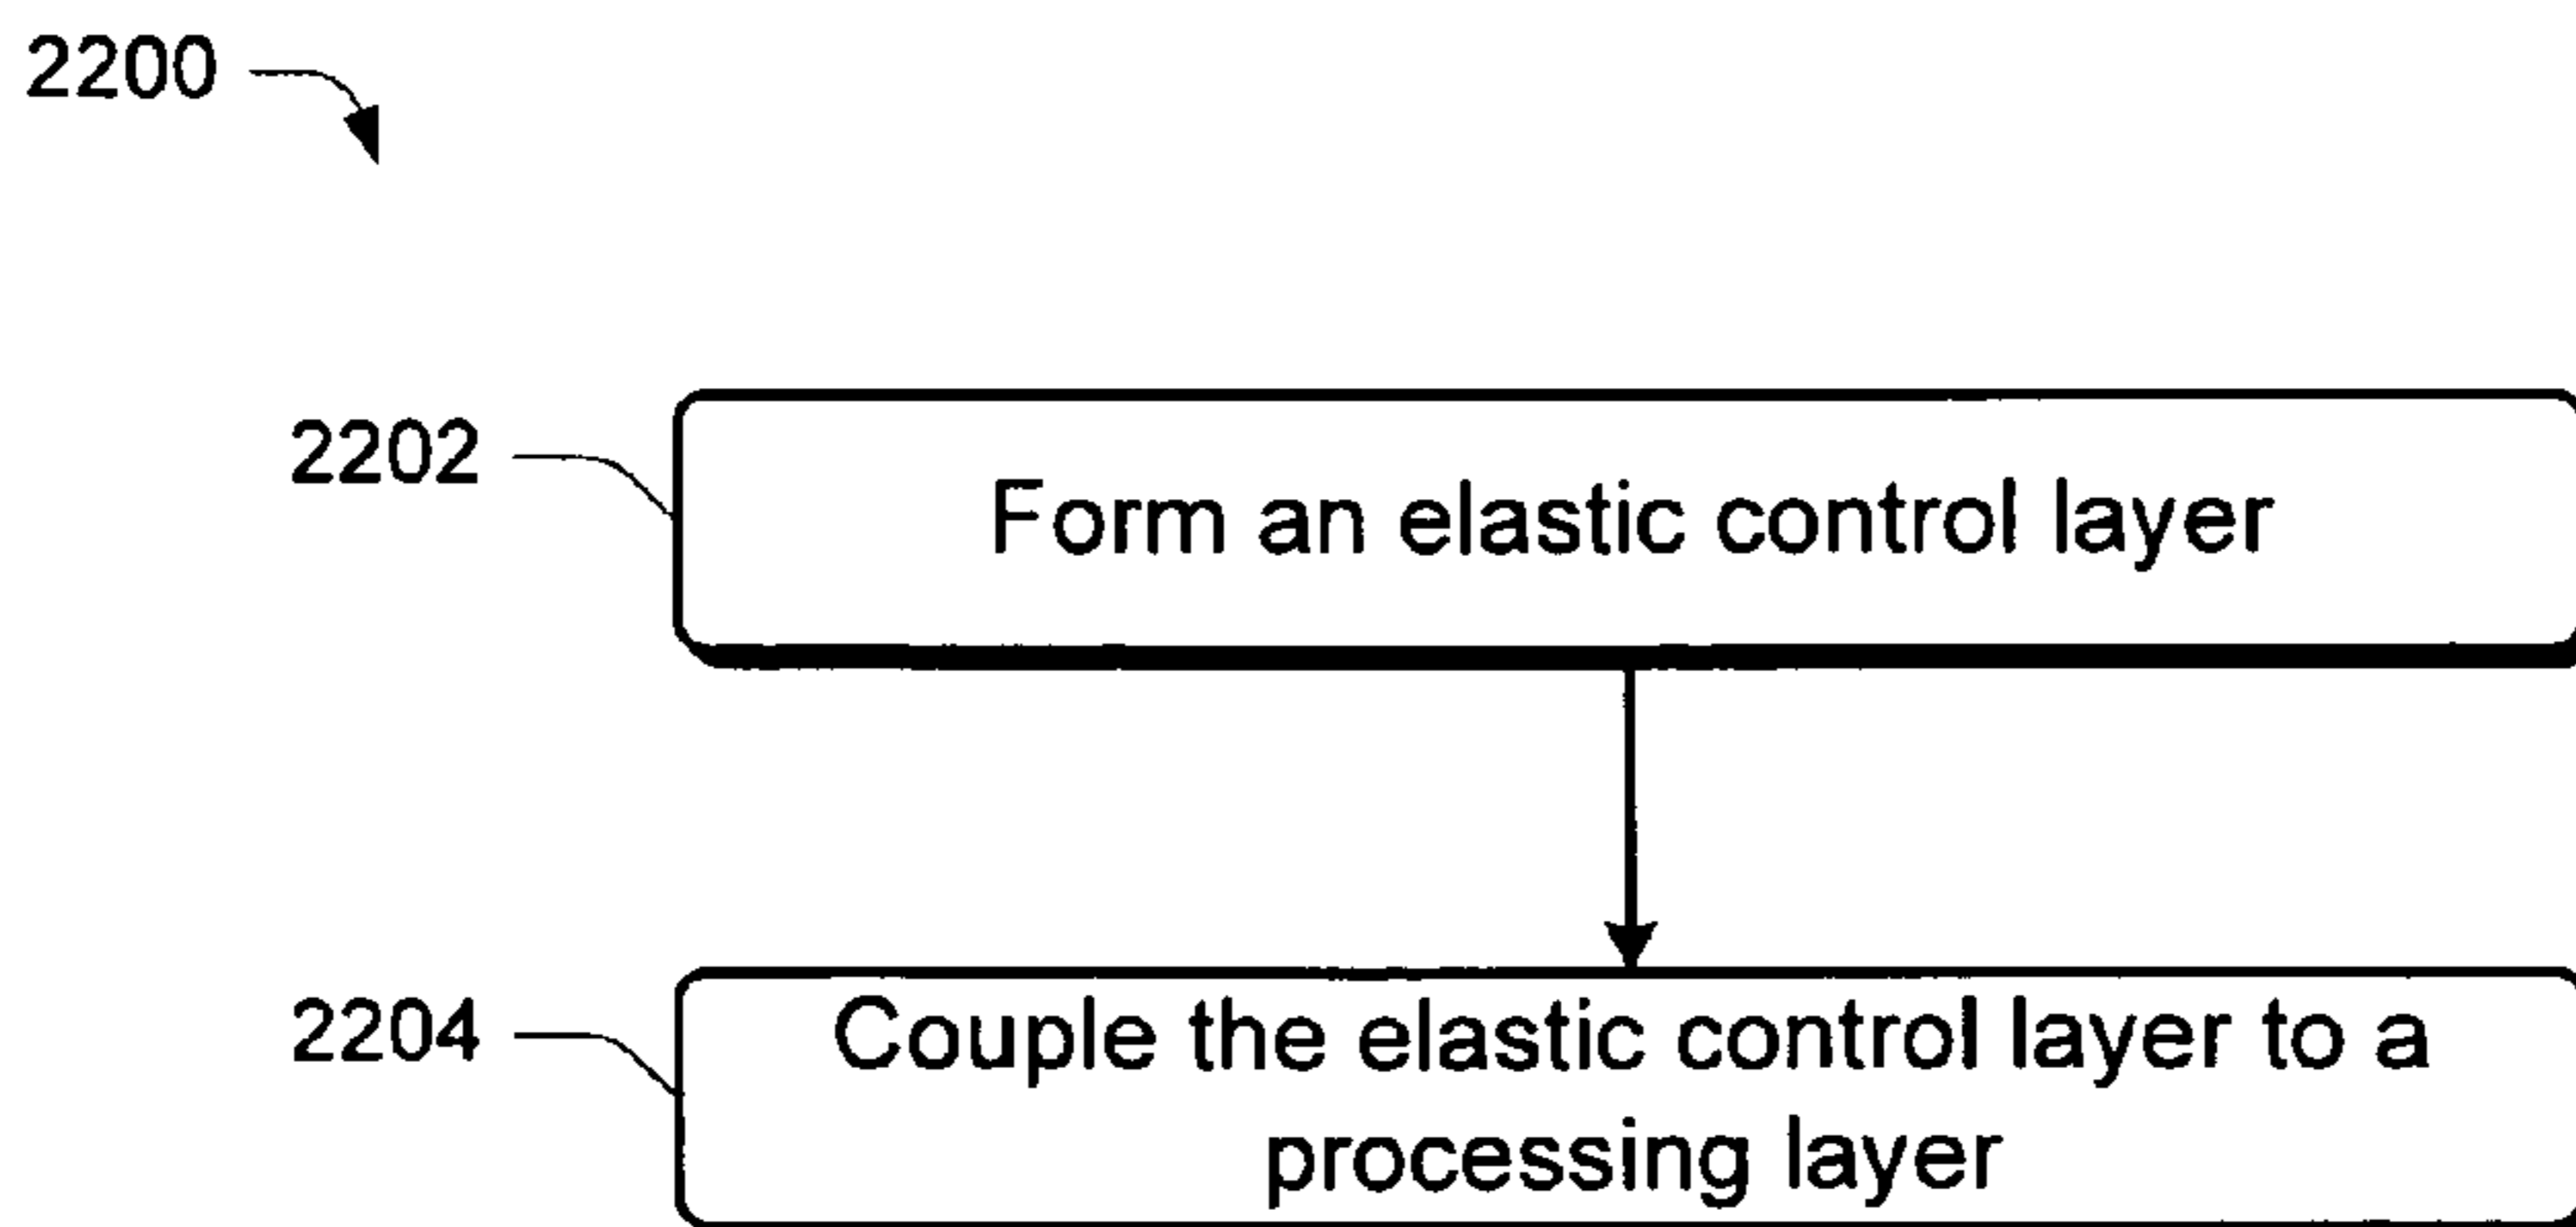 2200
2202
Form an elastic control layer
2204
Couple the elastic control layer to a
processing layer